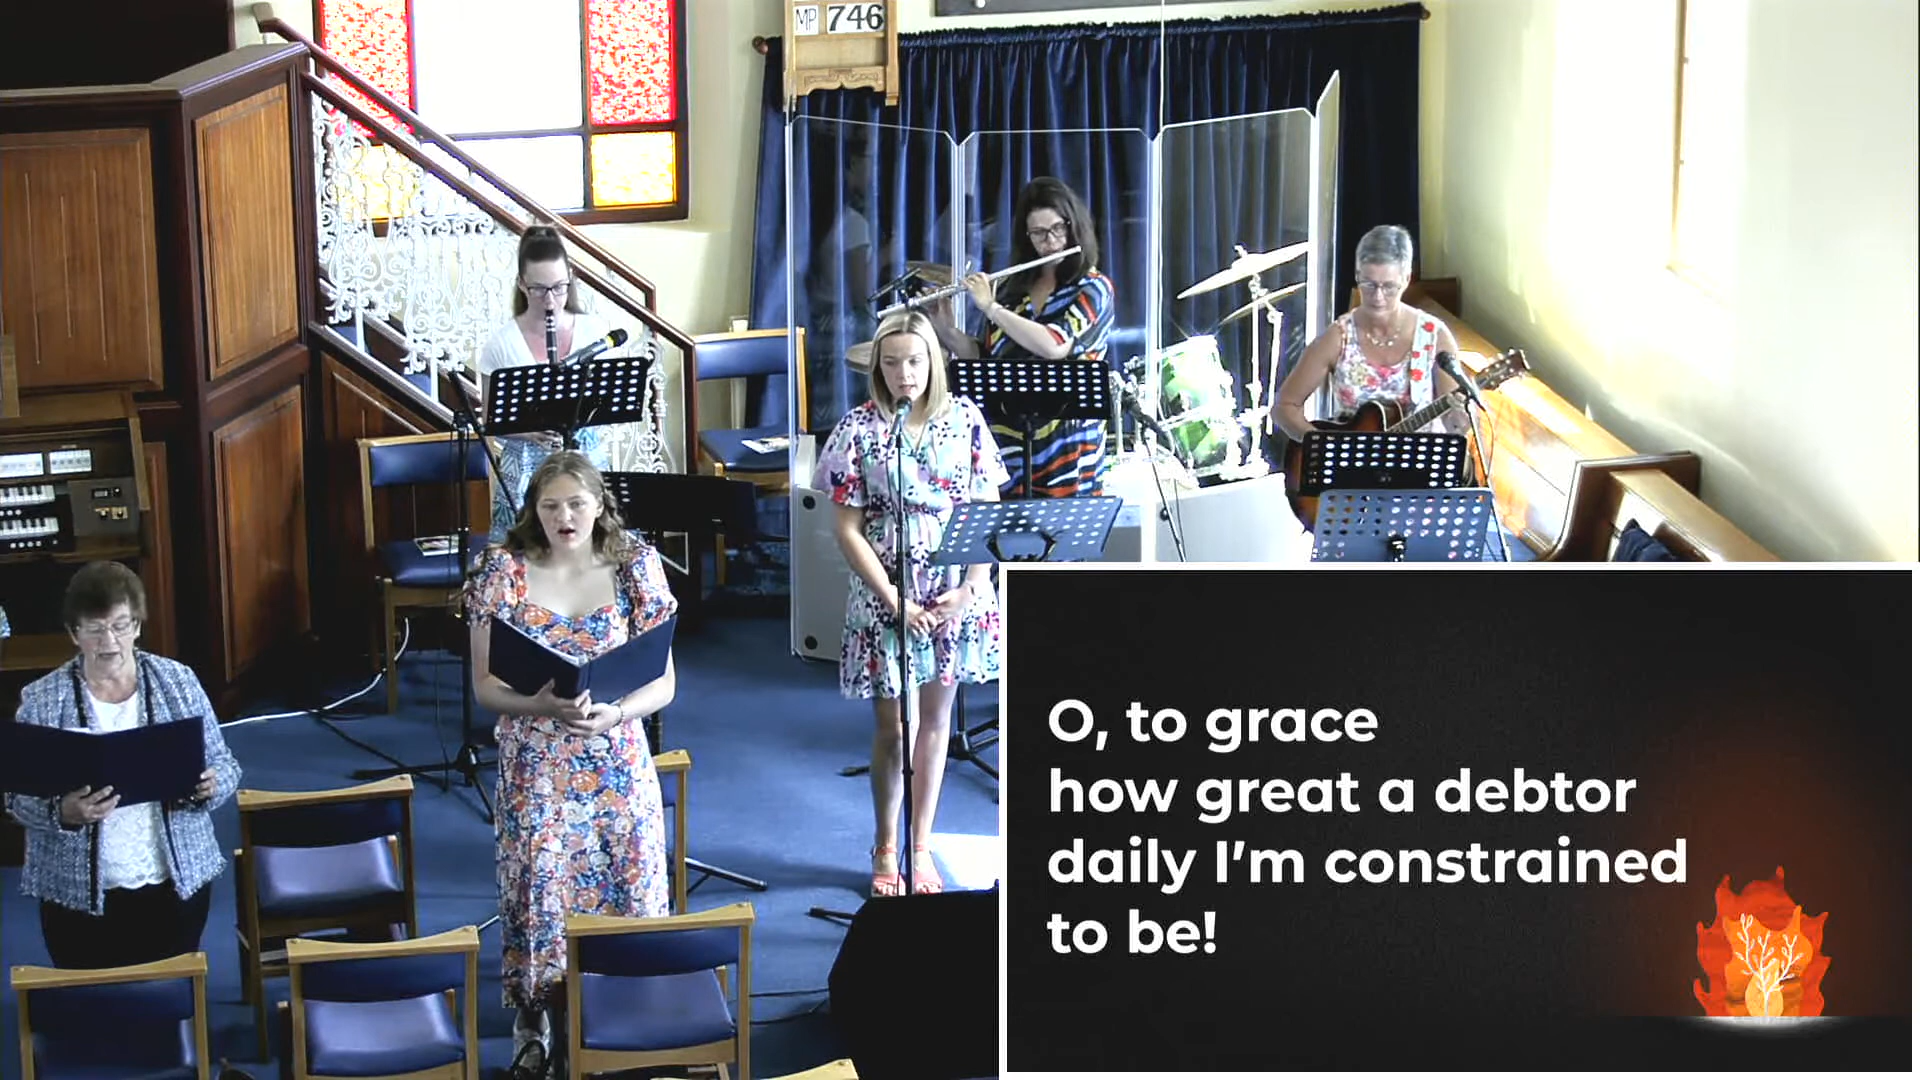 MP 746
O, to grace
how great a debtor
daily I'm constrained
to be!